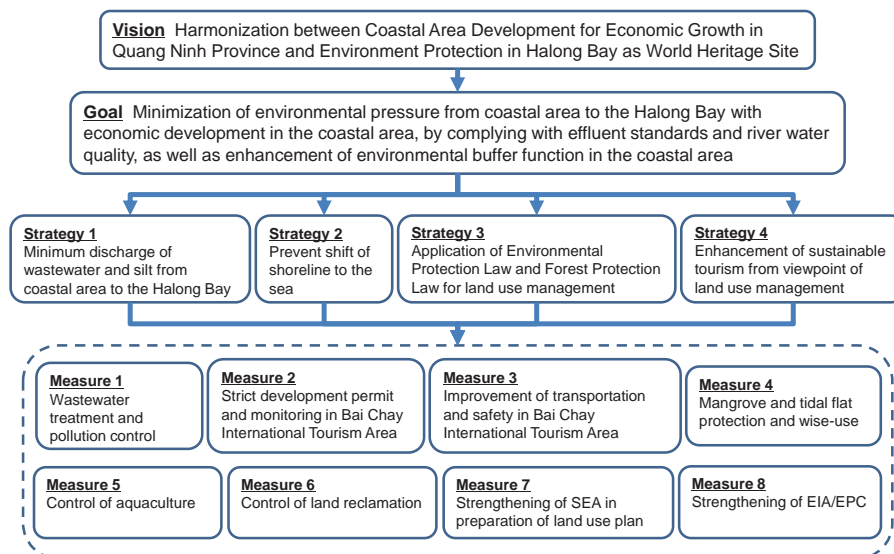 Vision Harmonization between Coastal Area Development for Economic Growth in
Quang Ninh Province and Environment Protection in Halong Bay as World Heritage Site
Goal Minimization of environmental pressure from coastal area to the Halong Bay with
economic development in the coastal area, by complying with effluent standards and river water
quality, as well as enhancement of environmental buffer function in the coastal area
Strategy 1
Minimum discharge of
wastewater and silt from
coastal area to the Halong Bay
Strategy 2
Prevent shift of
shoreline to the
sea
Strategy 3
Application of Environmental
Protection Law and Forest Protection
Law for land use management
Strategy 4
Enhancement of sustainable
tourism from viewpoint of
land use management
Measure 1
Wastewater
treatment and
pollution control
Measure 2
Strict development permit
and monitoring in Bai Chay
International Tourism Area
Measure 3
Improvement of transportation
and safety in Bai Chay
International Tourism Area
Measure 4
Mangrove and tidal flat
protection and wise-use
Measure 5
Control of aquaculture
Measure 6
Control of land reclamation
Measure 7
Strengthening of SEA in
preparation of land use plan
Measure 8
Strengthening of EIA/EPC